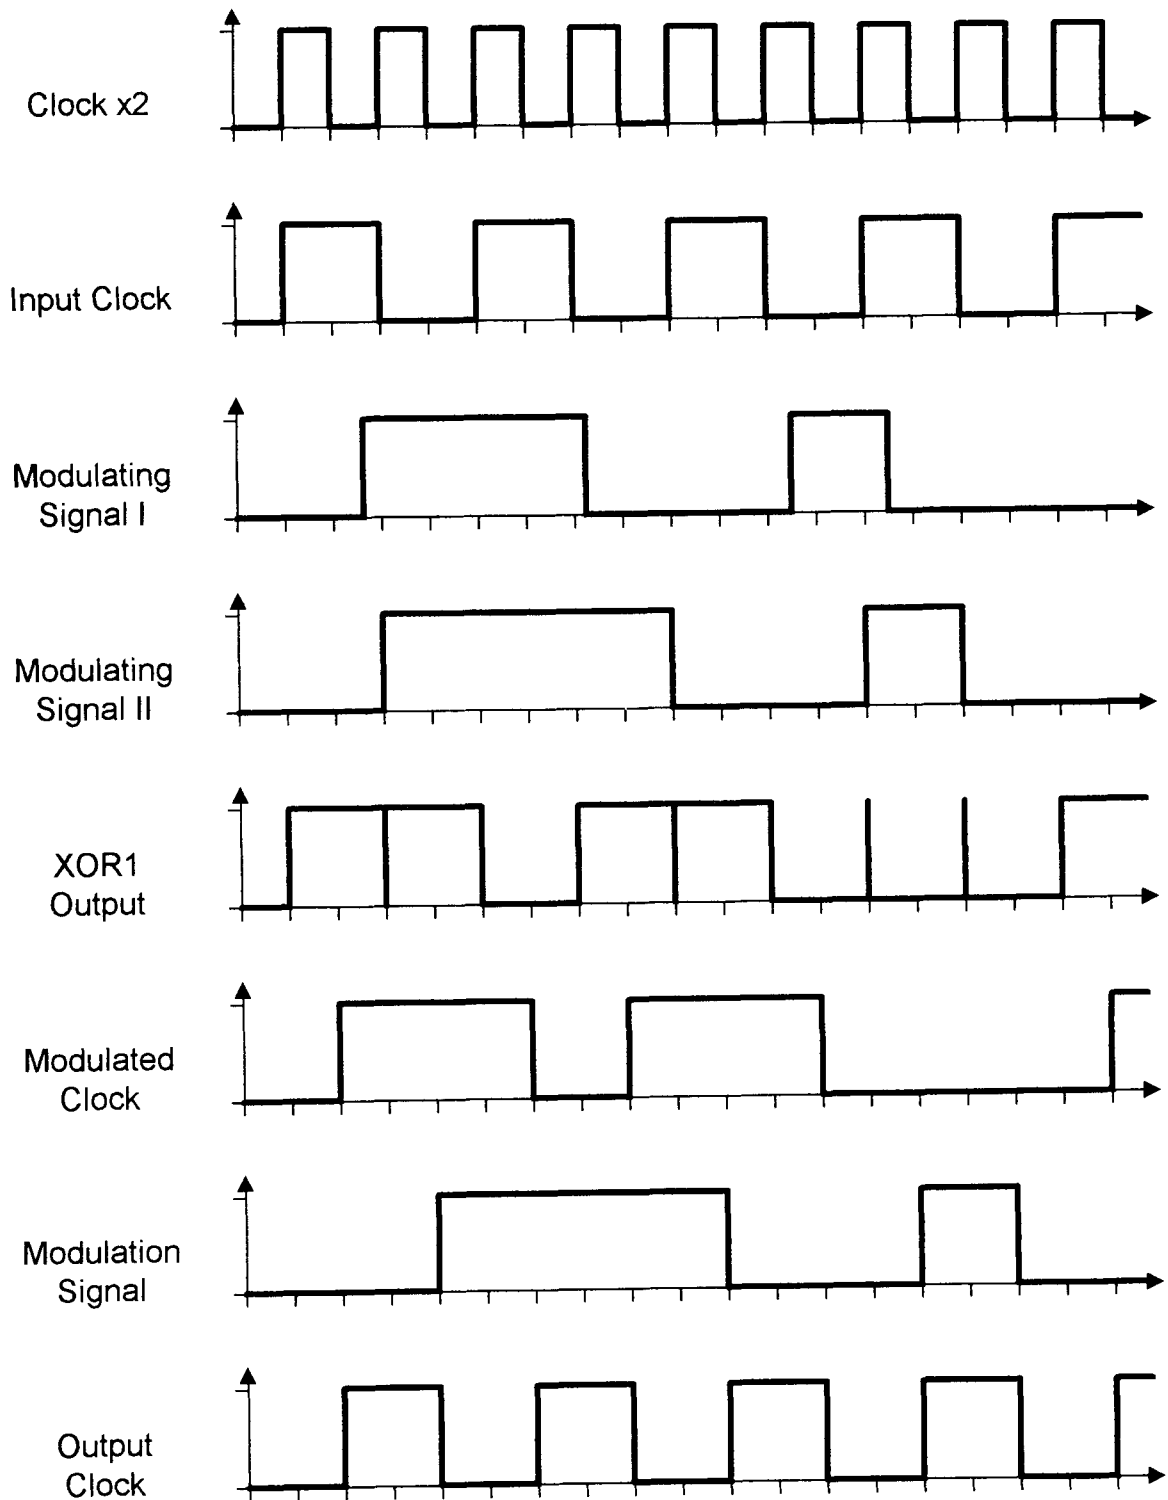 Clock x2
Input Clock
Modulating
Signal I
Modulating
Signal II
XOR1
Output
Modulated
Clock
Modulation
Signal
Output
Clock